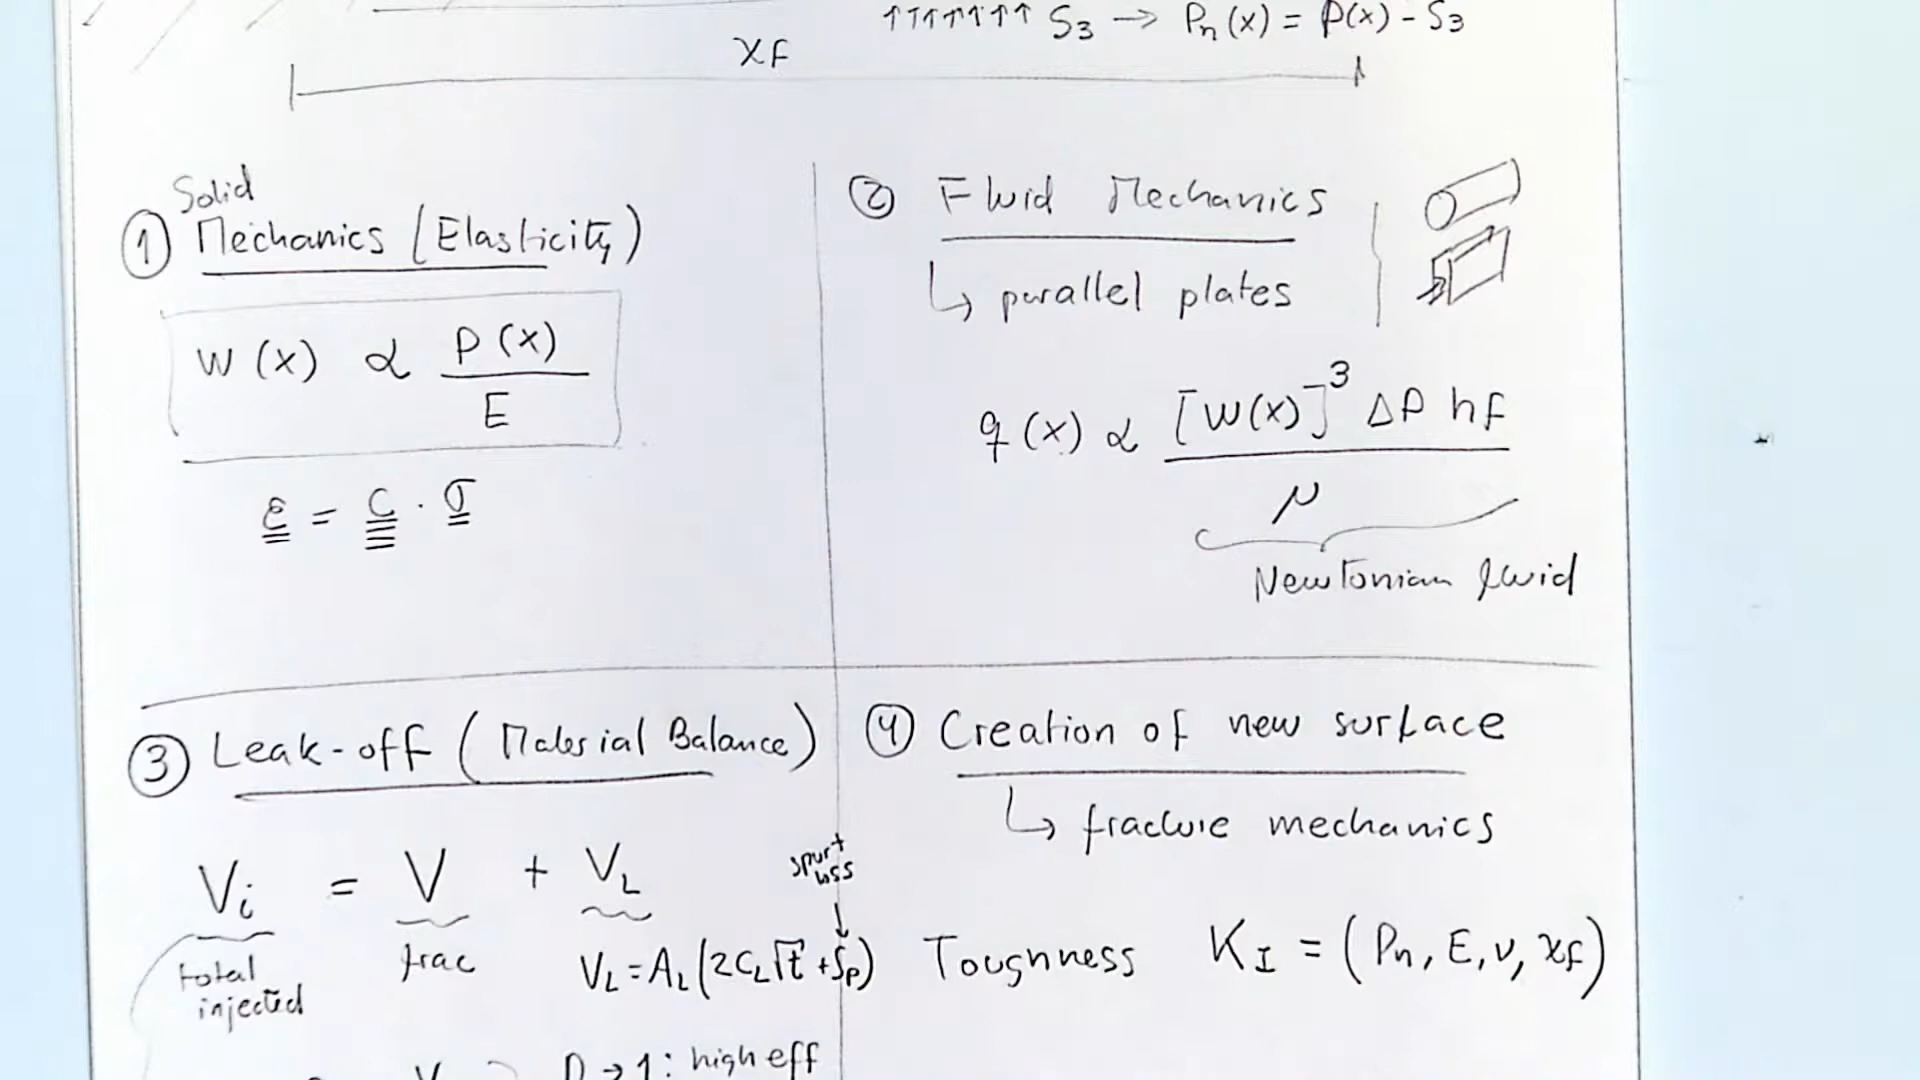 ↑↑↑↑↑↑↑ S3 → Pn(x) = P(x) - S3
xf
① Solid Mechanics (Elasticity)
W(x) ∝ P(x) / E
ε = C · σ
② Fluid Mechanics
↳ parallel plates
q(x) ∝ [W(x)]³ ΔP hf / μ
Newtonian fluid
③ Leak-off (Material Balance)
Vi = V + VL
total injected
frac
spurt loss
VL = AL (2CL√t + Sp)
→ 1: high eff
④ Creation of new surface
↳ fracture mechanics
Toughness KI = (Pn, E, ν, xf)